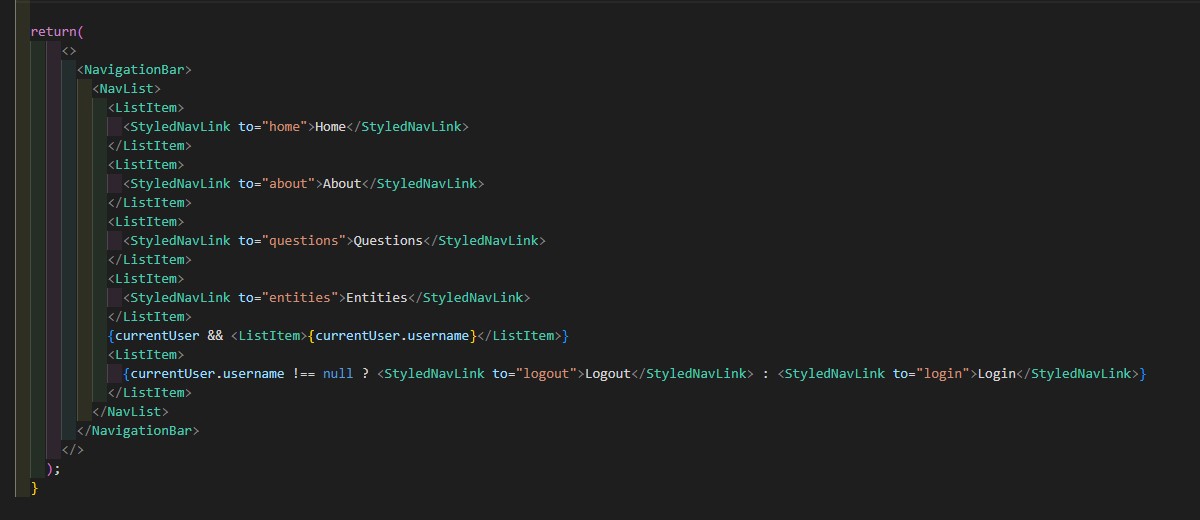 return(
<>
<NavigationBar>
<NavList>
<ListItem>
<StyledNavLink to="home">Home</StyledNavLink>
</ListItem>
<ListItem>
<StyledNavLink to="about">About</StyledNavLink>
</ListItem>
<ListItem>
<StyledNavLink to="questions">Questions</StyledNavLink>
</ListItem>
<ListItem>
<StyledNavLink to="entities">Entities</StyledNavLink>
</ListItem>
{currentUser && <ListItem>{currentUser.username}</ListItem>}
<ListItem>
{currentUser.username !== null ? <StyledNavLink to="logout">Logout</StyledNavLink> : <StyledNavLink to="login">Login</StyledNavLink>}
</ListItem>
</NavList>
</NavigationBar>
</>
);
}